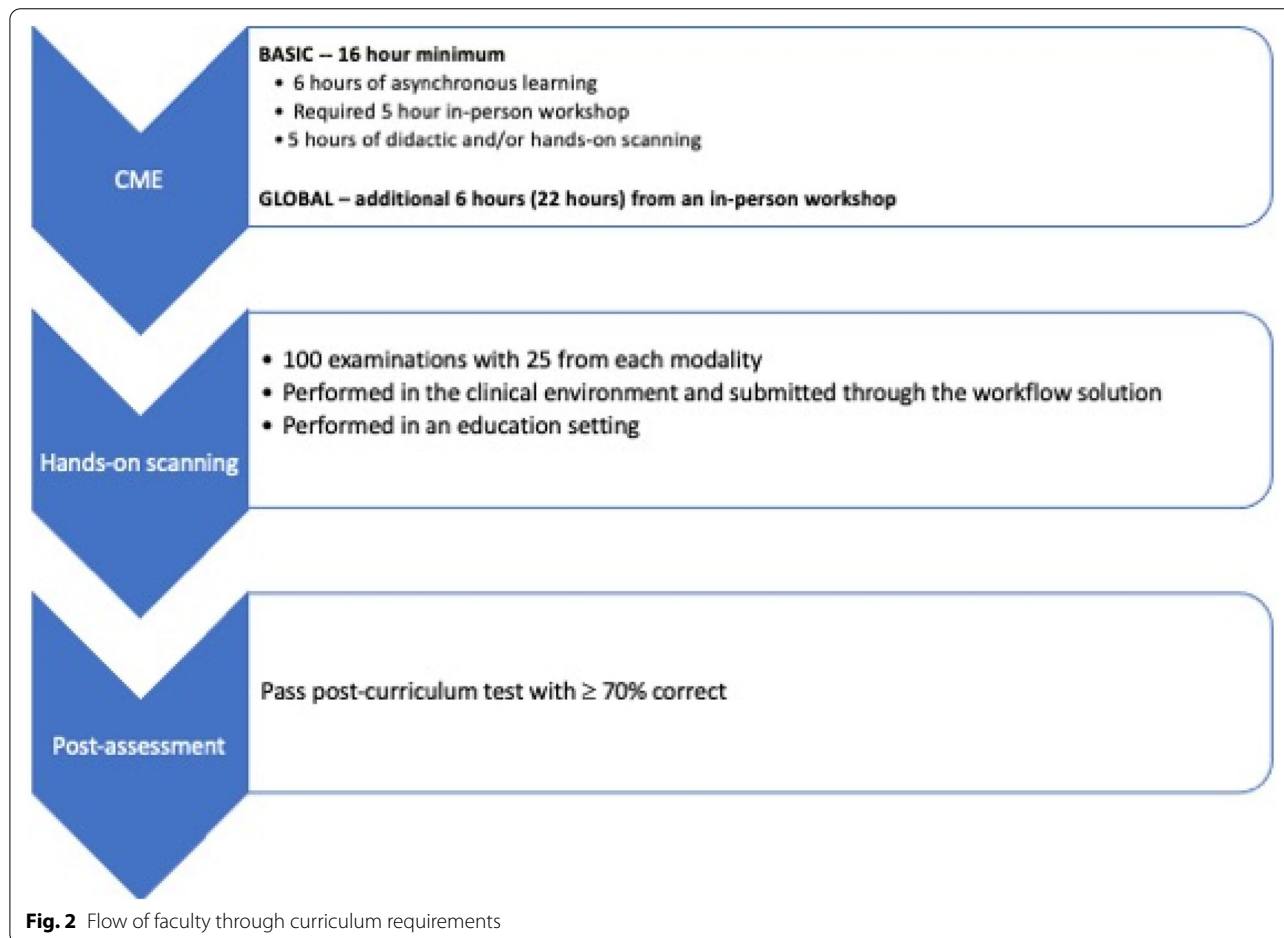 CME
BASIC -- 16 hour minimum
• 6 hours of asynchronous learning
• Required 5 hour in-person workshop
• 5 hours of didactic and/or hands-on scanning
GLOBAL – additional 6 hours (22 hours) from an in-person workshop
Hands-on scanning
• 100 examinations with 25 from each modality
• Performed in the clinical environment and submitted through the workflow solution
• Performed in an education setting
Post-assessment
Pass post-curriculum test with ≥ 70% correct
Fig. 2 Flow of faculty through curriculum requirements